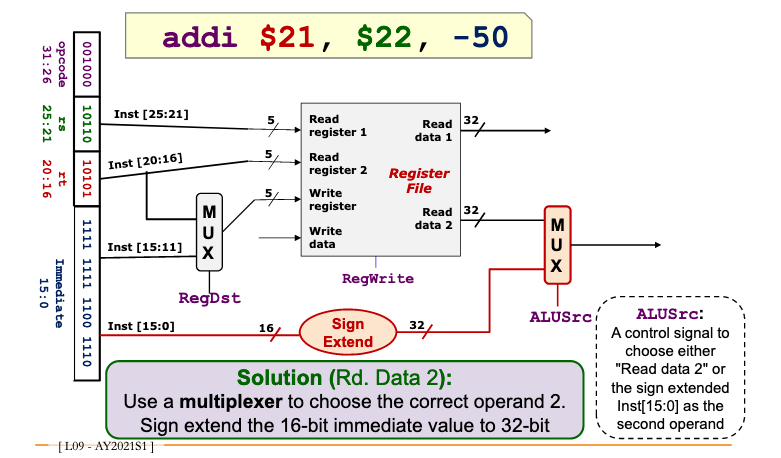 addi $21, $22, -50
opcode
31:26
001000
rs
25:21
10110
rt
20:16
10101
Immediate
15:0
1111 1111 1100 1110
Inst [25:21]
5
Inst [20:16]
5
5
Inst [15:11]
MUX
RegDst
Read
register 1
Read
register 2
Write
register
Write
data
Read
data 1
Register
File
Read
data 2
RegWrite
32
32
MUX
ALUSrc
Inst [15:0]
16
Sign
Extend
32
ALUSrc:
A control signal to
choose either
"Read data 2" or
the sign extended
Inst[15:0] as the
second operand
Solution (Rd. Data 2):
Use a multiplexer to choose the correct operand 2.
Sign extend the 16-bit immediate value to 32-bit
[ L09 - AY2021S1 ]